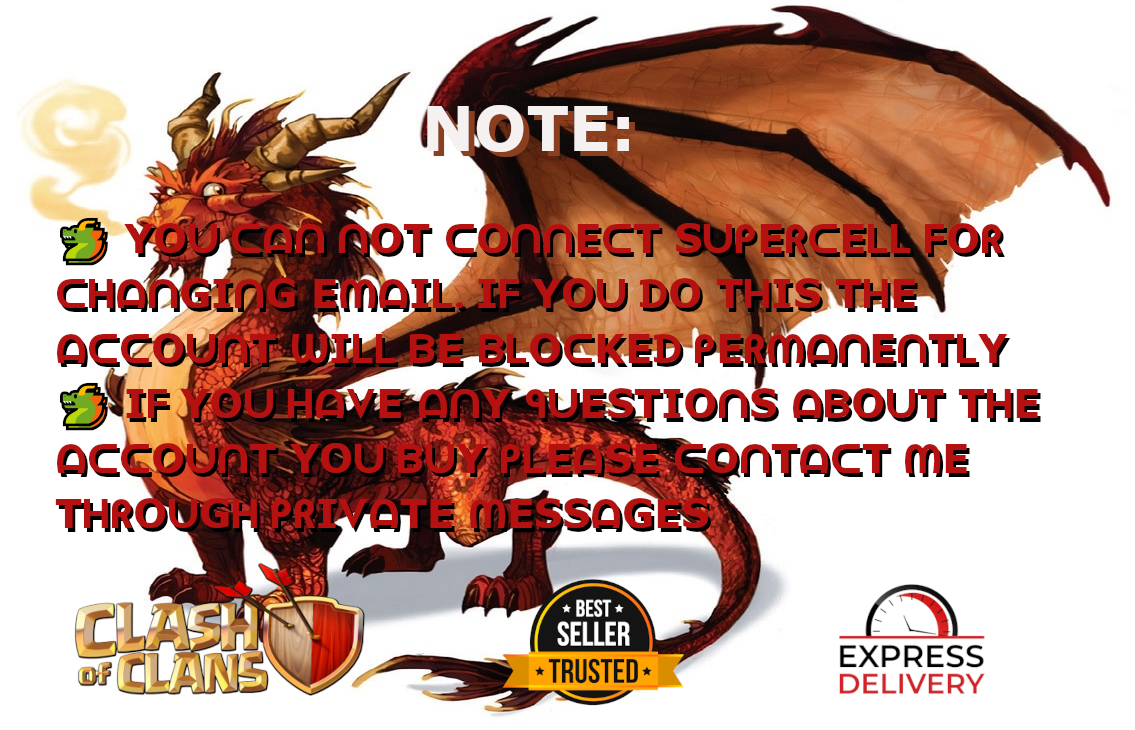 NOTE:
YOU CAN NOT CONNECT SUPERCELL FOR
CHANGING EMAIL. IF YOU DO THIS THE
ACCOUNT WILL BE BLOCKED PERMANENTLY
IF YOU HAVE ANY QUESTIONS ABOUT THE
ACCOUNT YOU BUY PLEASE CONTACT ME
THROUGH PRIVATE MESSAGES
CLASH
OF CLANS
BEST
SELLER
TRUSTED
EXPRESS
DELIVERY